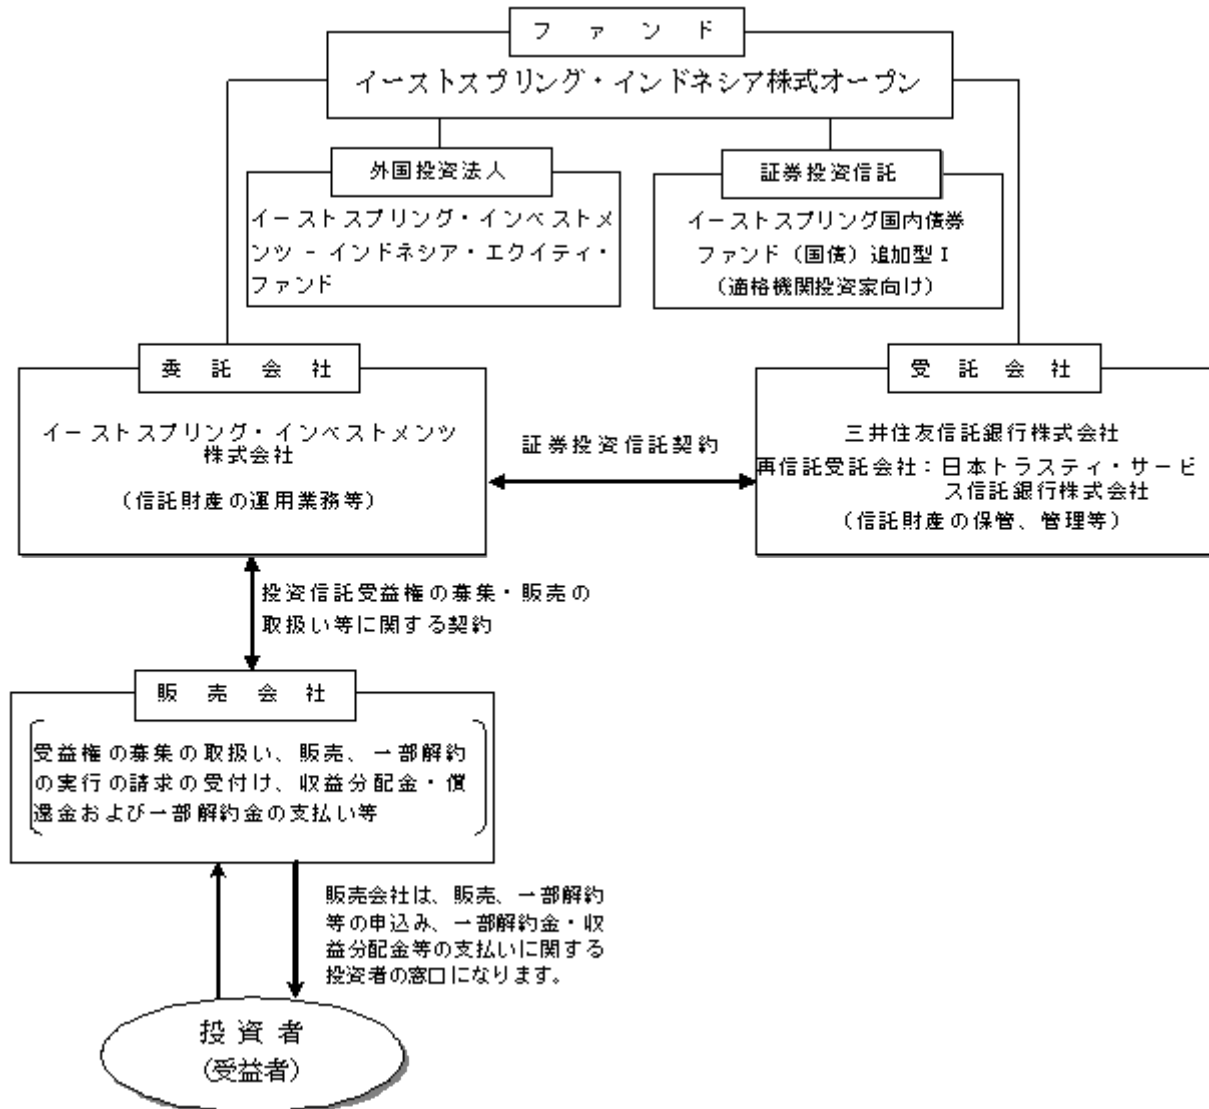 ファンド
イーストスプリング・インドネシア株式オープン
外国投資法人
イーストスプリング・インベストメ
ンツ - インドネシア・エクイティ・
ファンド
証券投資信託
イーストスプリング国内債券
ファンド（国債）追加型Ⅰ
（適格機関投資家向け）
委託会社
イーストスプリング・インベストメンツ
株式会社
（信託財産の運用業務等）
証券投資信託契約
受託会社
三井住友信託銀行株式会社
再信託受託会社：日本トラスティ・サービ
ス信託銀行株式会社
（信託財産の保管、管理等）
投資信託受益権の募集・販売の
取扱い等に関する契約
販売会社
受益権の募集の取扱い、販売、一部解約
の実行の請求の受付け、収益分配金・償
還金および一部解約金の支払い等
販売会社は、販売、一部解約
等の申込み、一部解約金・収
益分配金等の支払いに関する
投資者の窓口になります。
投資者
（受益者）